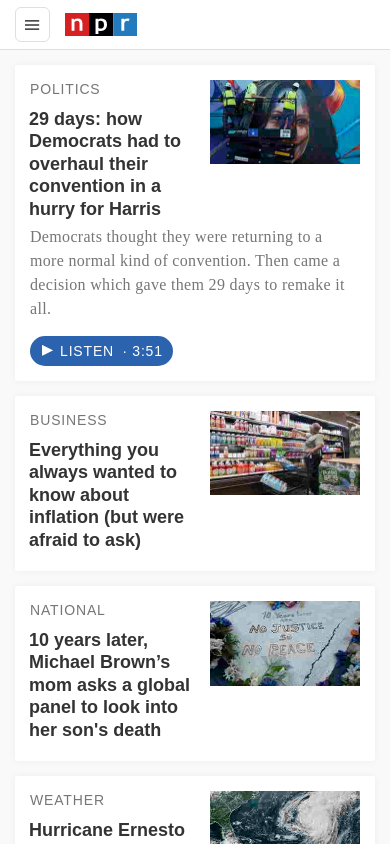 npr
POLITICS
29 days: how
Democrats had to
overhaul their
convention in a
hurry for Harris
Democrats thought they were returning to a
more normal kind of convention. Then came a
decision which gave them 29 days to remake it
all.
LISTEN · 3:51
BUSINESS
Everything you
always wanted to
know about
inflation (but were
afraid to ask)
NATIONAL
10 years later,
Michael Brown’s
mom asks a global
panel to look into
her son's death
10 Years later
NO JUSTICE
SO
NO PEACE
WEATHER
Hurricane Ernesto